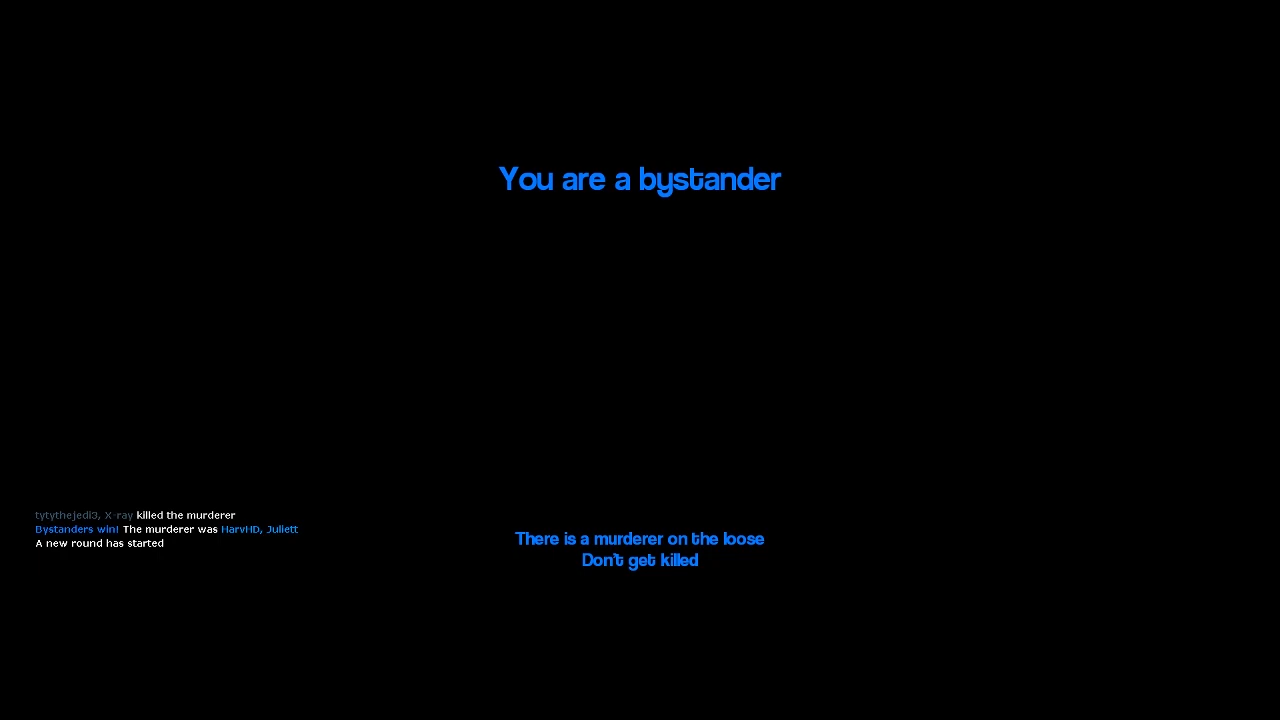 You are a bystander
tytythejedi3, X-ray killed the murderer
Bystanders win! The murderer was HarvHD, Juliett
A new round has started
There is a murderer on the loose
Don't get killed